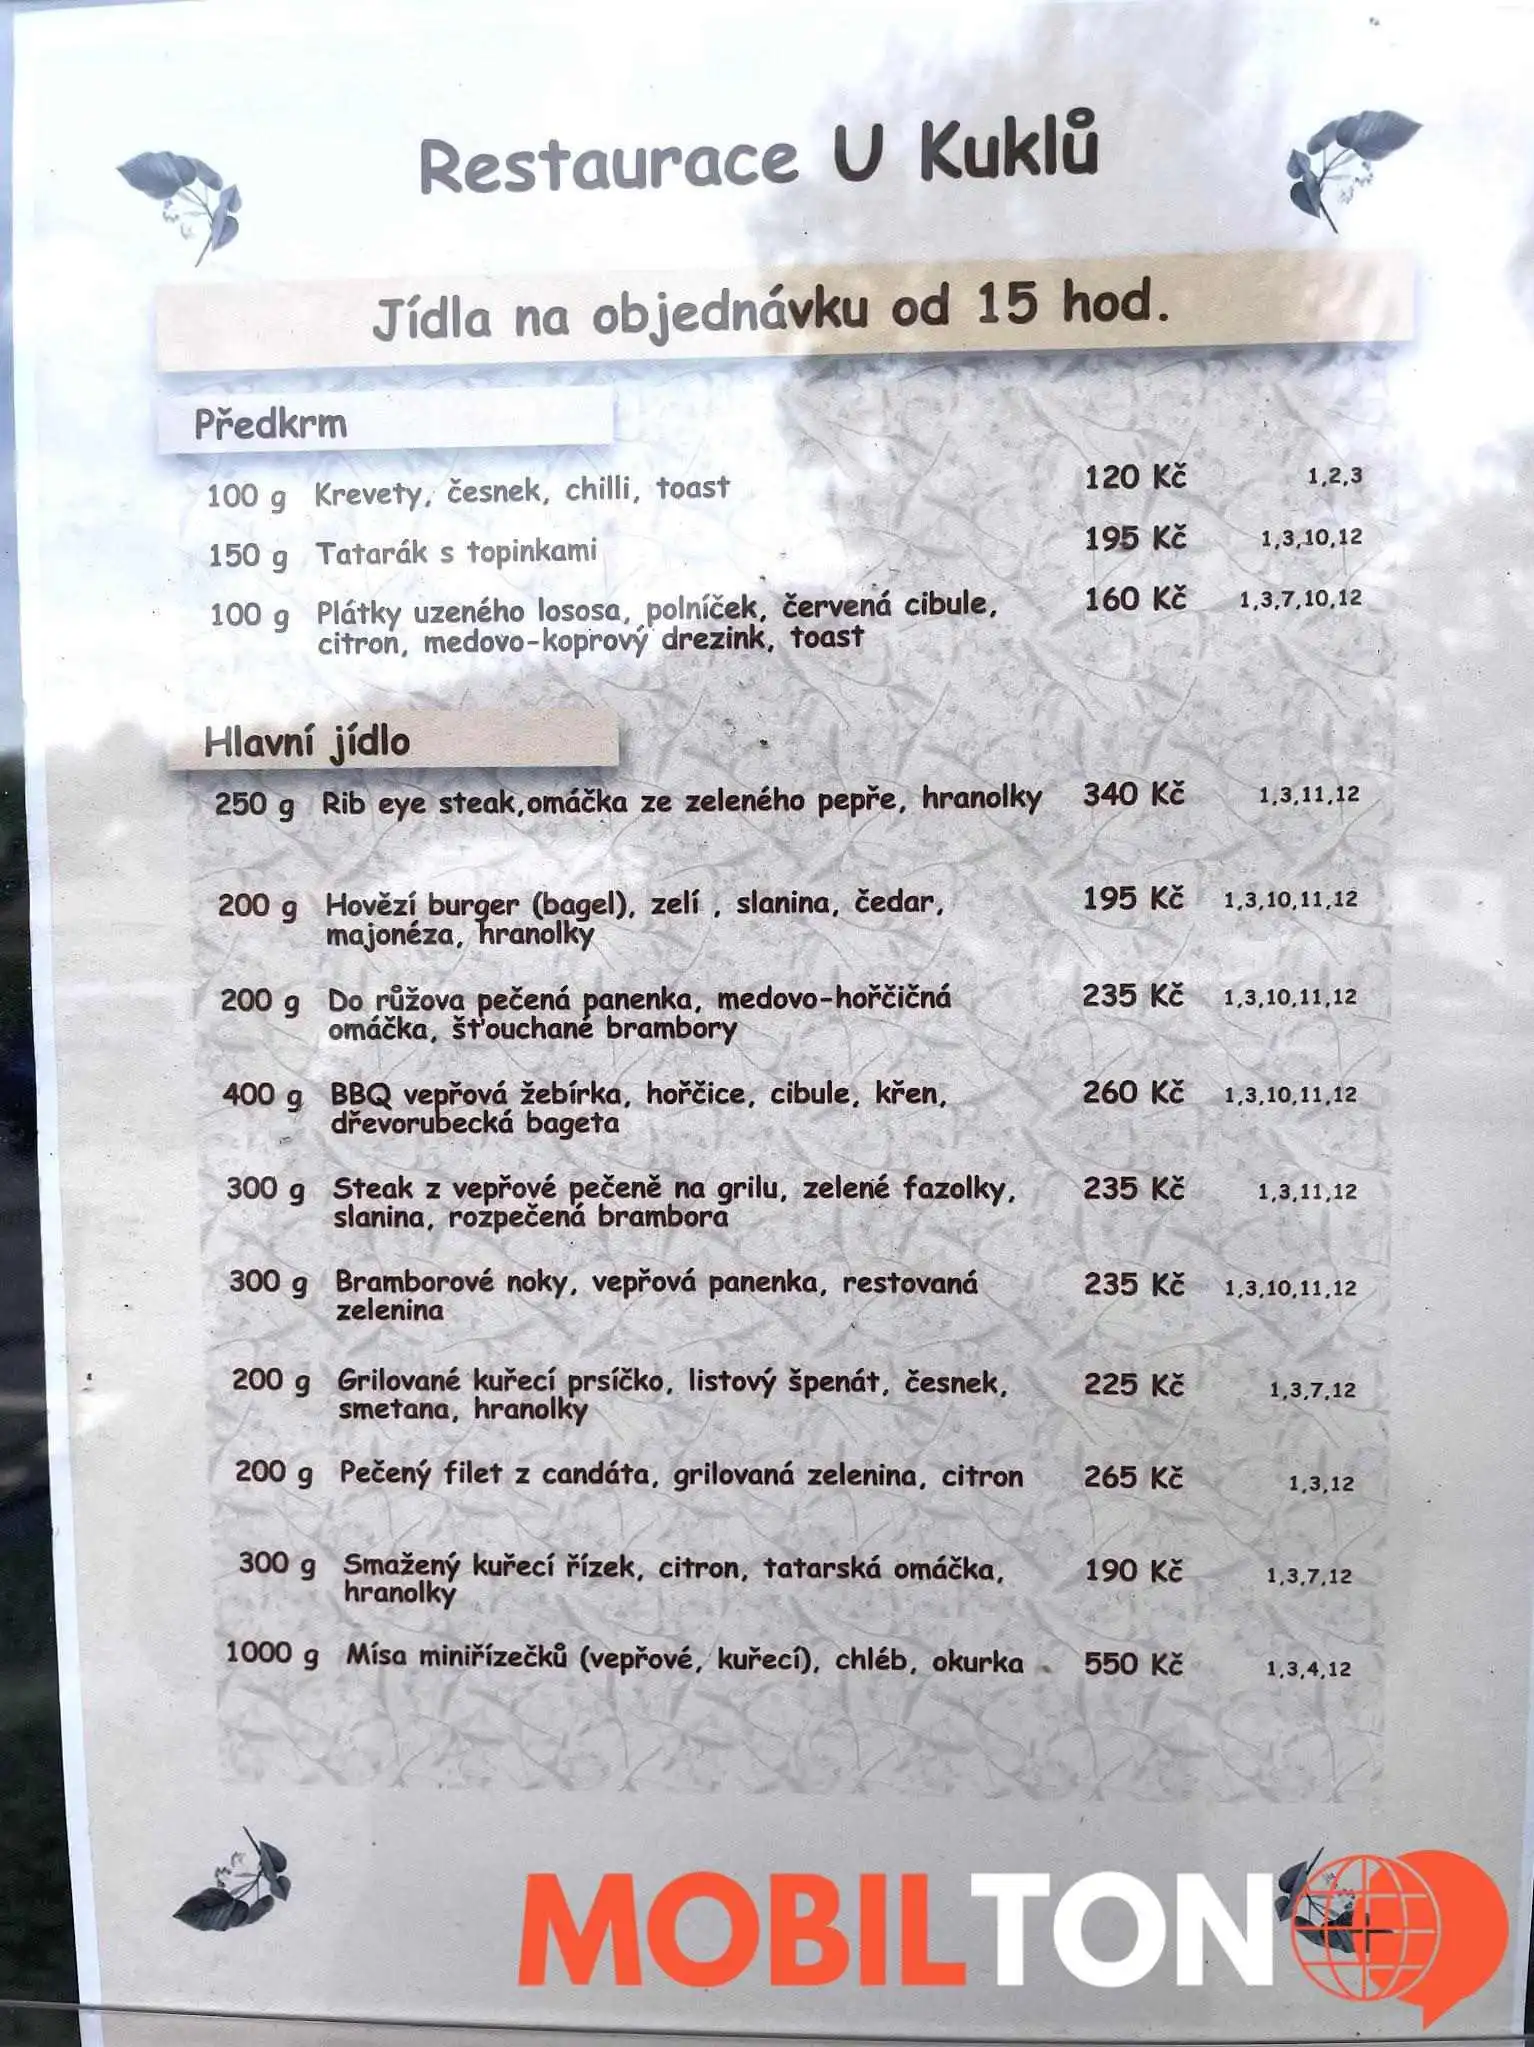 Restaurace U Kuklů
Jídla na objednávku od 15 hod.
Předkrm
100 g Krevety, česnek, chilli, toast 120 Kč 1,2,3
150 g Tatarák s topinkami 195 Kč 1,3,10,12
100 g Plátky uzeného lososa, polníček, červená cibule, 160 Kč 1,3,7,10,12
citron, medovo-koprový drezink, toast
Hlavní jídlo
250 g Rib eye steak,omáčka ze zeleného pepře, hranolky 340 Kč 1,3,11,12
200 g Hovězí burger (bagel), zelí , slanina, čedar, 195 Kč 1,3,10,11,12
majonéza, hranolky
200 g Do růžova pečená panenka, medovo-hořčičná 235 Kč 1,3,10,11,12
omáčka, šťouchané brambory
400 g BBQ vepřová žebírka, hořčice, cibule, křen, 260 Kč 1,3,10,11,12
dřevorubecká bageta
300 g Steak z vepřové pečeně na grilu, zelené fazolky, 235 Kč 1,3,11,12
slanina, rozpečená brambora
300 g Bramborové noky, vepřová panenka, restovaná 235 Kč 1,3,10,11,12
zelenina
200 g Grilované kuřecí prsíčko, listový špenát, česnek, 225 Kč 1,3,7,12
smetana, hranolky
200 g Pečený filet z candáta, grilovaná zelenina, citron 265 Kč 1,3,12
300 g Smažený kuřecí řízek, citron, tatarská omáčka, 190 Kč 1,3,7,12
hranolky
1000 g Mísa miniřízečků (vepřové, kuřecí), chléb, okurka 550 Kč 1,3,4,12
MOBILTON